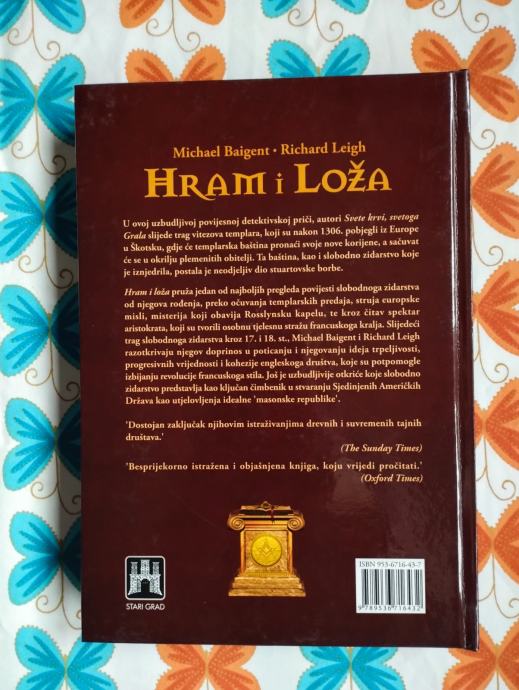 Michael Baigent • Richard Leigh
HRAM i LOŽA
U ovoj uzbudljivoj povijesnoj detektivskoj priči, autori Svete krvi, svetoga
Grala slijede trag vitezova templara, koji su nakon 1306. pobjegli iz Europe
u Škotsku, gdje će templarska baština pronaći svoje nove korijene, a sačuvat
će se u okrilju plemenitih obitelji. Ta baština, kao i slobodno zidarstvo koje
je iznjedrila, postala je neodjeljiv dio stuartovske borbe.
Hram i loža pruža jedan od najboljih pregleda povijesti slobodnoga zidarstva
od njegova rođenja, preko očuvanja templarskih predaja, struja europske
misli, misterija koji obavija Rosslynsku kapelu, te kroz čitav spektar
aristokrata, koji su tvorili osobnu tjelesnu stražu francuskoga kralja. Slijedeći
trag slobodnoga zidarstva kroz 17. i 18. st., Michael Baigent i Richard Leigh
razotkrivaju njegov doprinos u poticanju i njegovanju ideja trpeljivosti,
progresivnih vrijednosti i kohezije engleskoga društva, koje su potpomogle
izbijanju revolucije francuskoga stila. Još je uzbudljivije otkriće koje slobodno
zidarstvo predstavlja kao ključan čimbenik u stvaranju Sjedinjenih Američkih
Država kao utjelovljenja idealne 'masonske republike'.
'Dostojan zaključak njihovim istraživanjima drevnih i suvremenih tajnih
društava.'
(The Sunday Times)
'Besprijekorno istražena i objašnjena knjiga, koju vrijedi pročitati.'
(Oxford Times)
STARI GRAD
ISBN 953-6716-43-7
9 789536 716432